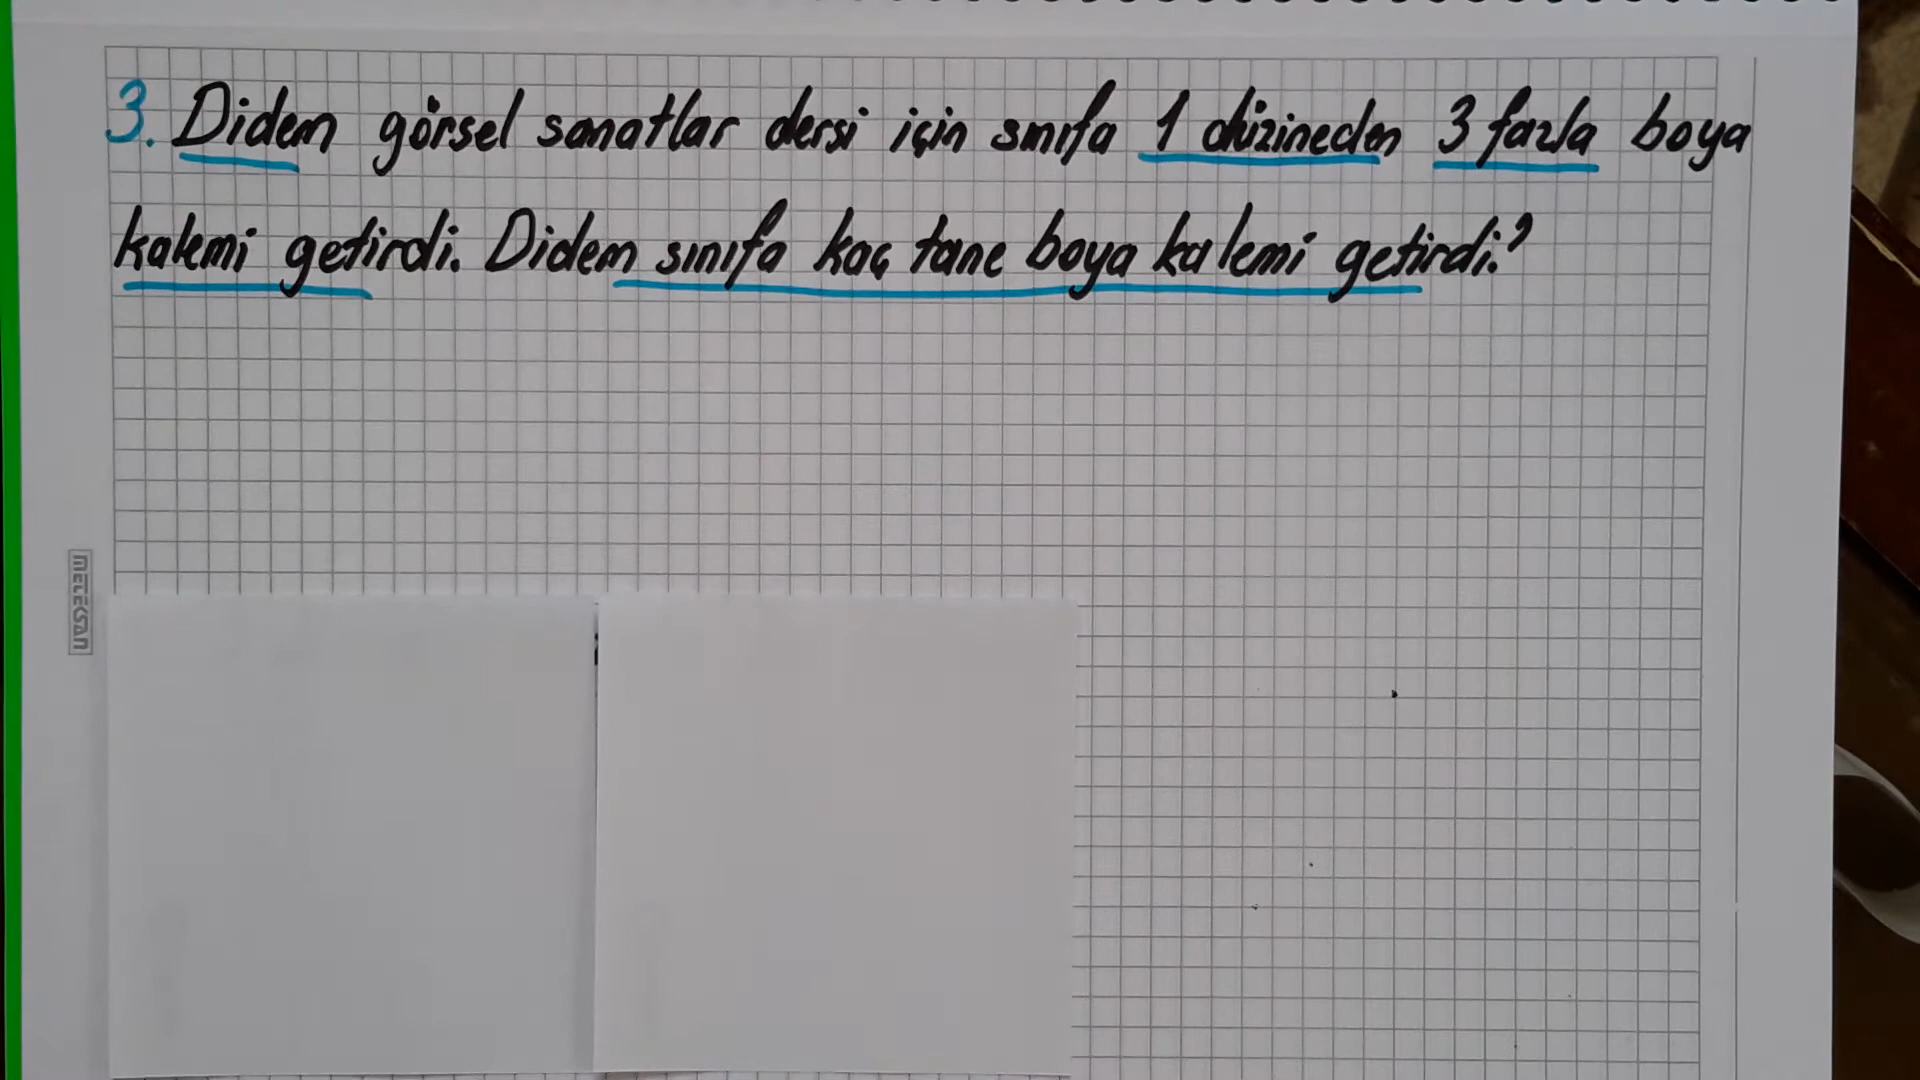 3. Didem görsel sanatlar dersi için sınıfa 1 düzineden 3 fazla boya
kalemi getirdi. Didem sınıfa kaç tane boya kalemi getirdi?
METEKSAN